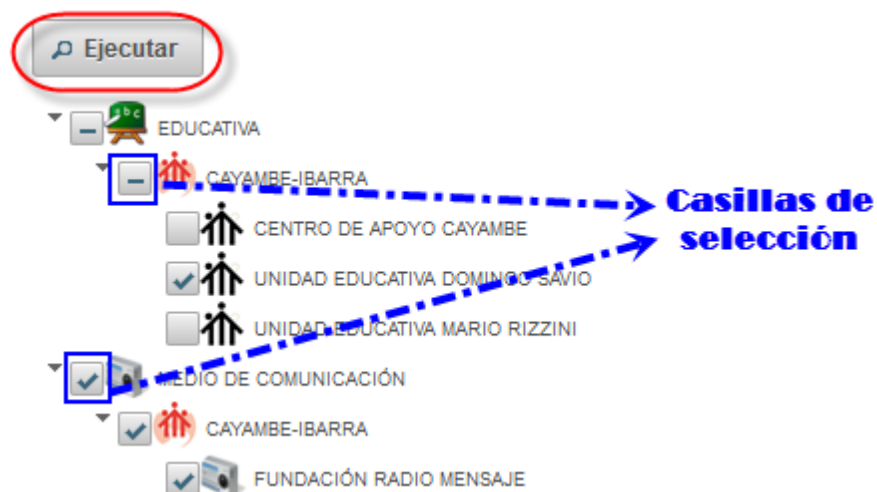 Ejecutar
abc
EDUCATIVA
CAYAMBE-IBARRA
Casillas de
selección
CENTRO DE APOYO CAYAMBE
UNIDAD EDUCATIVA DOMINGO SAVIO
UNIDAD EDUCATIVA MARIO RIZZINI
MEDIO DE COMUNICACIÓN
CAYAMBE-IBARRA
FUNDACIÓN RADIO MENSAJE